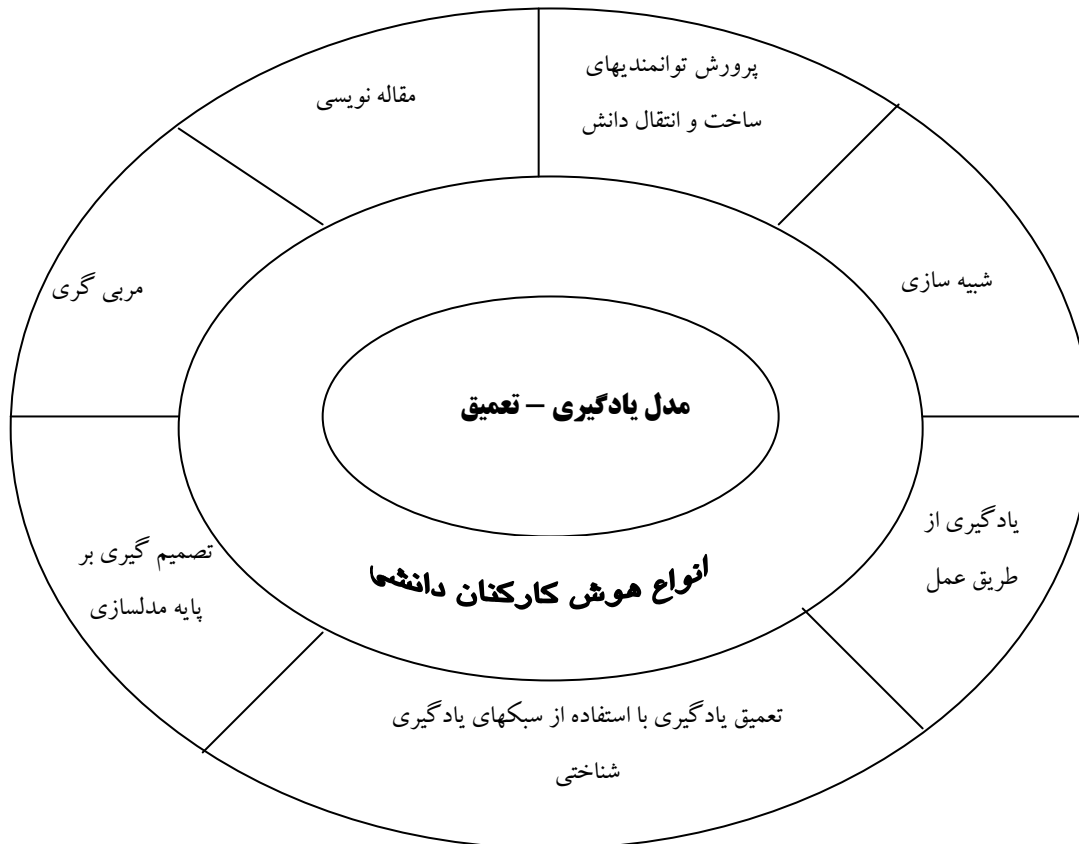 پرورش توانمندیهای
ساخت و انتقال دانش
مقاله نویسی
شبیه سازی
مربی گری
مدل یادگیری – تعمیق
یادگیری از
طریق عمل
تصمیم گیری بر
پایه مدلسازی
انواع هوش کارکنان دانشی
تعمیق یادگیری با استفاده از سبکهای یادگیری
شناختی